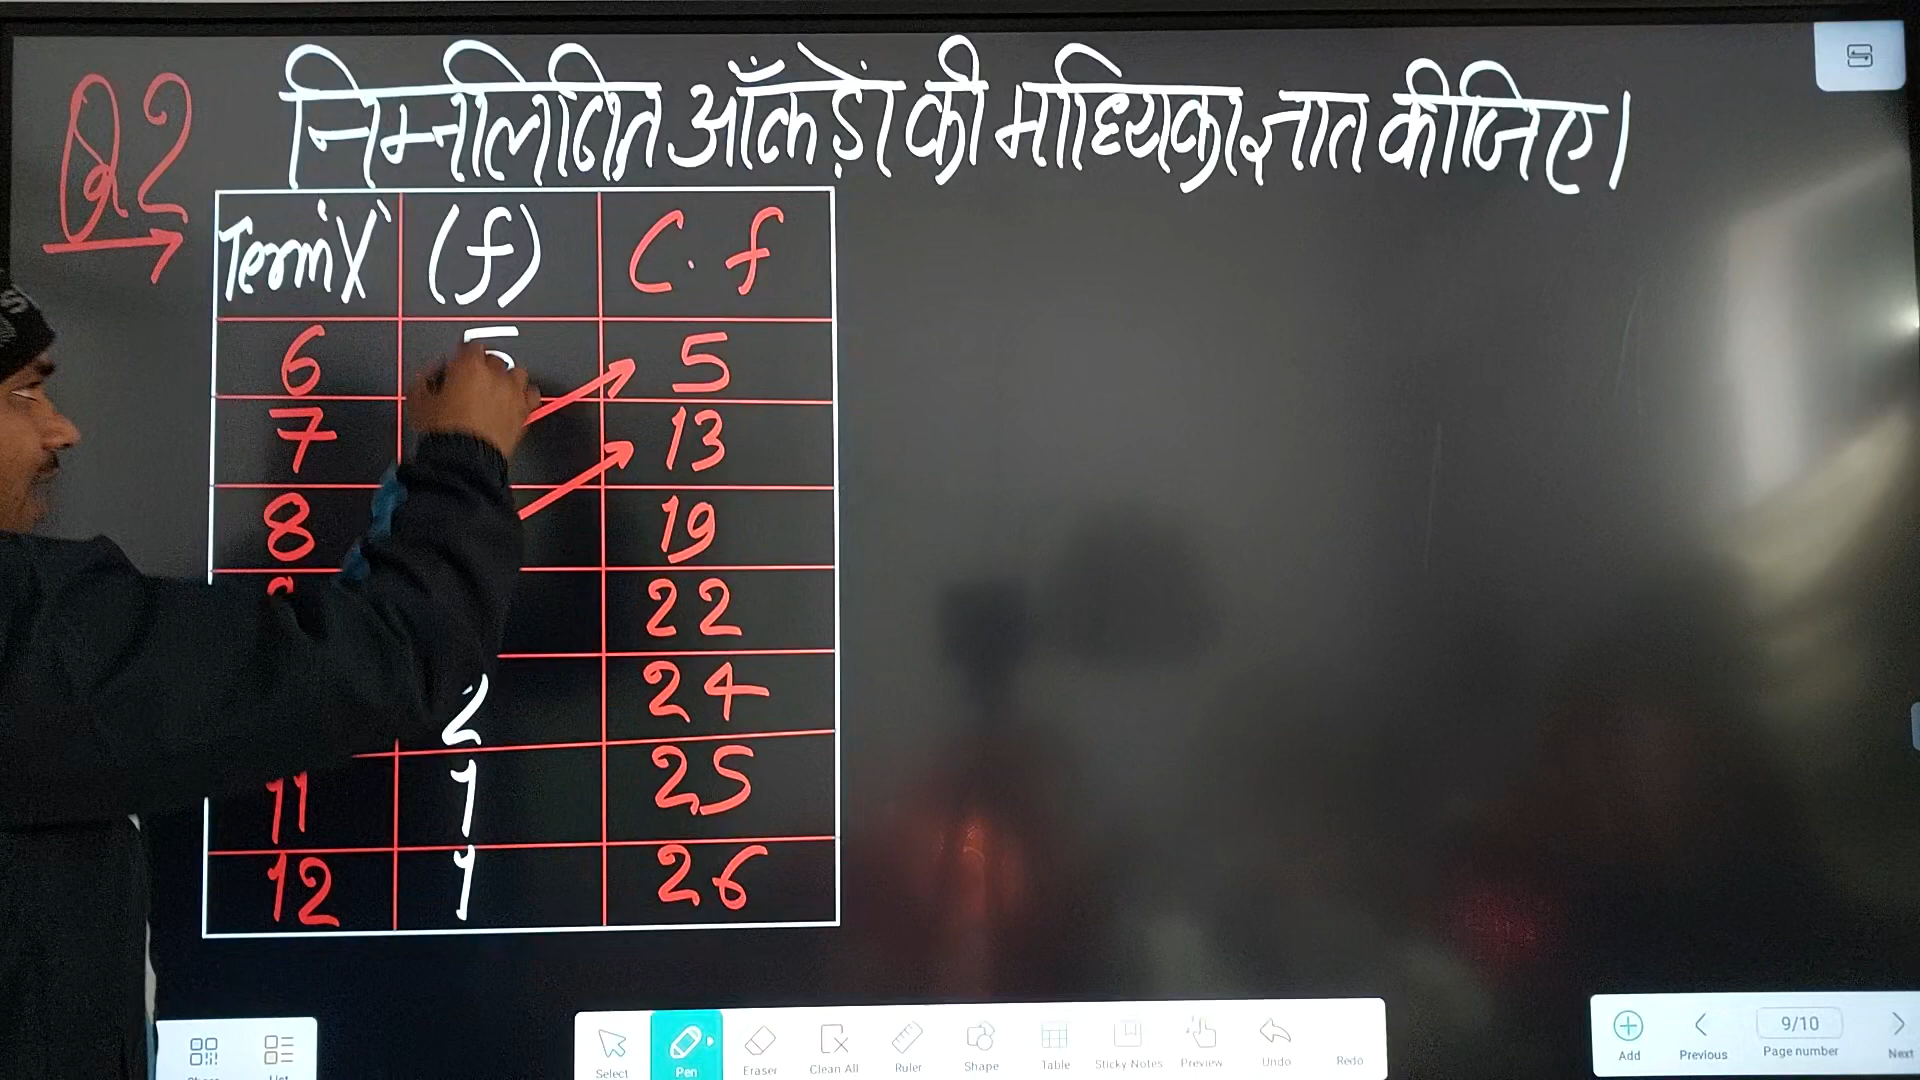 Q2 निम्नलिखित आँकड़ों की माध्यिका ज्ञात कीजिए।
Term 'X' (f) C.f
6 5 5
7 13
8 19
22
2 24
11 1 25
12 1 26
Select Pen Eraser Clean All Ruler Shape Table Sticky Notes Preview Undo Redo
Add Previous 9/10 Page number Next